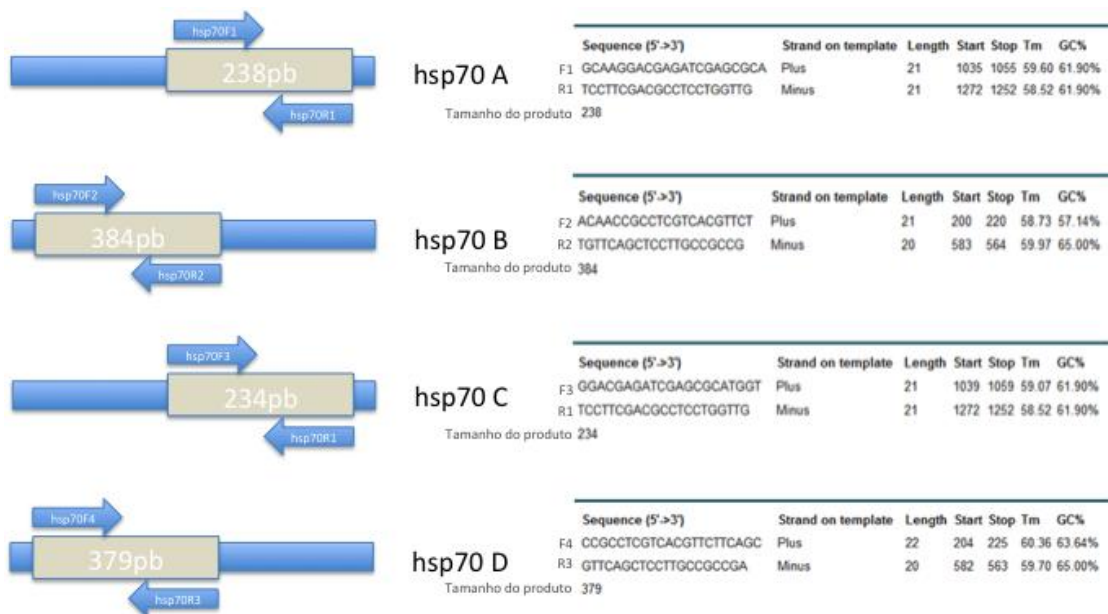 hsp70F1
238pb
hsp70R1
hsp70 A
Sequence (5'->3') Strand on template Length Start Stop Tm GC%
F1 GCAAGGACGAGATCGAGCGCA Plus 21 1035 1055 59.60 61.90%
R1 TCCTTCGACGCCTCCTGGTTG Minus 21 1272 1252 58.52 61.90%
Tamanho do produto 238
hsp70F2
384pb
hsp70R2
hsp70 B
Sequence (5'->3') Strand on template Length Start Stop Tm GC%
F2 ACAACCGCCTCGTCACGTTCT Plus 21 200 220 58.73 57.14%
R2 TGTTCAGCTCCTTGCCGCCG Minus 20 583 564 59.97 65.00%
Tamanho do produto 384
hsp70F3
234pb
hsp70R1
hsp70 C
Sequence (5'->3') Strand on template Length Start Stop Tm GC%
F3 GGACGAGATCGAGCGCATGGT Plus 21 1039 1059 59.07 61.90%
R1 TCCTTCGACGCCTCCTGGTTG Minus 21 1272 1252 58.52 61.90%
Tamanho do produto 234
hsp70F4
379pb
hsp70R3
hsp70 D
Sequence (5'->3') Strand on template Length Start Stop Tm GC%
F4 CCGCCTCGTCACGTTCTTCAGC Plus 22 204 225 60.36 63.64%
R3 GTTCAGCTCCTTGCCGCCGA Minus 20 582 563 59.70 65.00%
Tamanho do produto 379